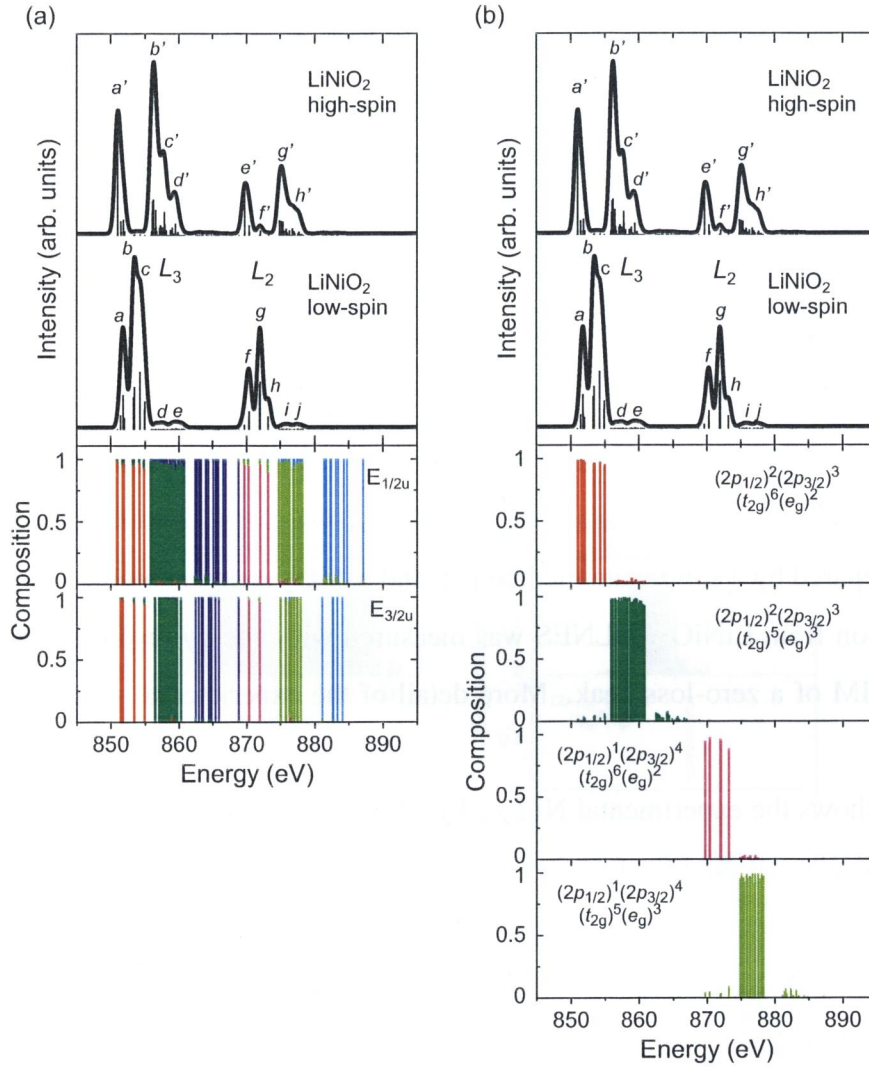 (a)
b'
a'
c'
d'
e'
f'
g'
h'
LiNiO₂
high-spin
Intensity (arb. units)
b
c
a
L₃
d e
L₂
g
f
h
i j
LiNiO₂
low-spin
1
0.5
0
E1/2u
1
0.5
0
E3/2u
Composition
850 860 870 880 890
Energy (eV)
(b)
b'
a'
c'
d'
e'
f'
g'
h'
LiNiO₂
high-spin
Intensity (arb. units)
b
c
a
L₃
d e
L₂
g
f
h
i j
LiNiO₂
low-spin
1
0.5
0
(2p1/2)²(2p3/2)³
(t2g)⁶(eg)²
1
0.5
0
(2p1/2)²(2p3/2)³
(t2g)⁵(eg)³
1
0.5
0
(2p1/2)¹(2p3/2)⁴
(t2g)⁶(eg)²
1
0.5
0
(2p1/2)¹(2p3/2)⁴
(t2g)⁵(eg)³
Composition
850 860 870 880 890
Energy (eV)